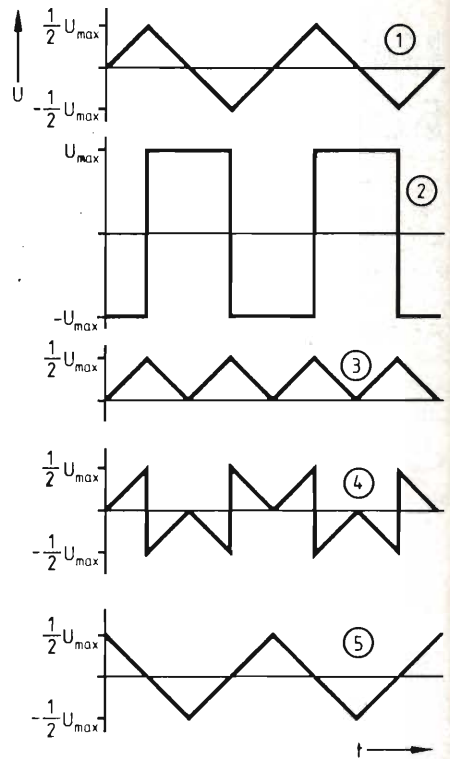 ½ Umax
U
-½ Umax
①
Umax
-Umax
②
½ Umax
③
½ Umax
-½ Umax
④
½ Umax
-½ Umax
⑤
t